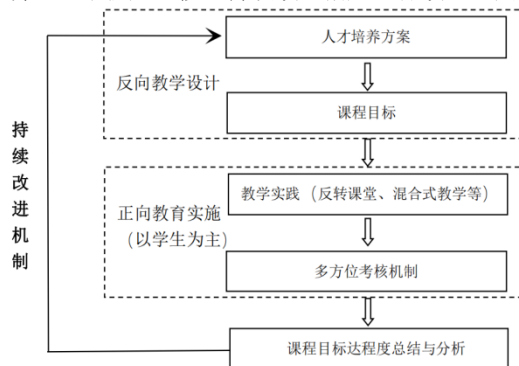 人才培养方案
反向教学设计
课程目标
持续改进机制
教学实践（反转课堂、混合式教学等）
正向教育实施
（以学生为主）
多方位考核机制
课程目标达程度总结与分析